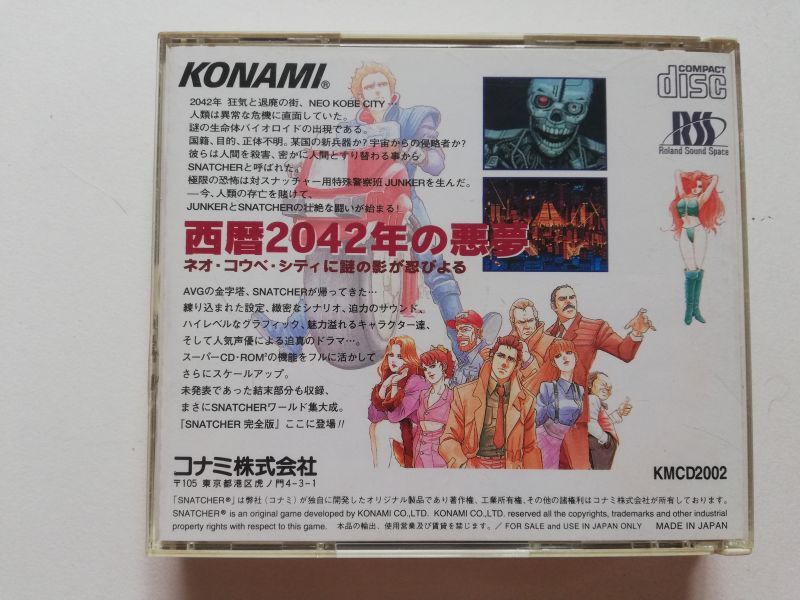 KONAMI®
COMPACT
disc
RSS
Roland Sound Space
2042年 狂気と退廃の街、NEO KOBE CITY…
人類は異常な危機に直面していた。
謎の生命体バイオロイドの出現である。
国籍、目的、正体不明。某国の新兵器か?宇宙からの侵略者か?
彼らは人間を殺害、密かに人間とすり替わる事から
SNATCHERと呼ばれた。
極限の恐怖は対スナッチャー用特殊警察班JUNKERを生んだ。
―今、人類の存亡を賭けて、
JUNKERとSNATCHERの壮絶な闘いが始まる!
西暦2042年の悪夢
ネオ・コウベ・シティに謎の影が忍びよる
AVGの金字塔、SNATCHERが帰ってきた…
練り込まれた設定、緻密なシナリオ、迫力のサウンド、
ハイレベルなグラフィック、魅力溢れるキャラクター達、
そして人気声優による迫真のドラマ…。
スーパーCD・ROM²の機能をフルに活かして
さらにスケールアップ。
未発表であった結末部分も収録、
まさにSNATCHERワールド集大成。
『SNATCHER 完全版』ここに登場!!
コナミ株式会社
〒105 東京都港区虎ノ門4-3-1
KMCD2002
「SNATCHER®」は弊社(コナミ)が独自に開発したオリジナル製品であり著作権、工業所有権、その他の諸権利はコナミ株式会社が所有しております。
SNATCHER® is an original game developed by KONAMI CO.,LTD. KONAMI CO.,LTD. reserved all the copyrights, trademarks and other industrial
property rights with respect to this game. 本品の輸出、使用営業及び賃貸を禁じます。/ FOR SALE and USE IN JAPAN ONLY MADE IN JAPAN